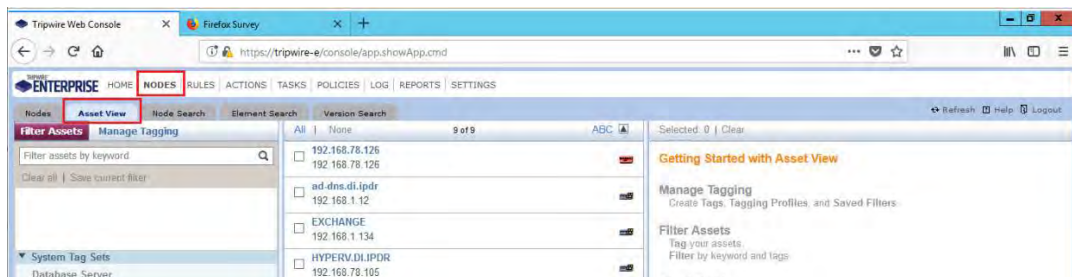 Tripwire Web Console
Firefox Survey
https://tripwire-e/console/app.showApp.cmd
TRIPWIRE ENTERPRISE HOME NODES RULES ACTIONS TASKS POLICIES LOG REPORTS SETTINGS
Nodes Asset View Node Search Element Search Version Search Refresh Help Logout
Filter Assets Manage Tagging
All | None 9 of 9 ABC
Selected: 0 | Clear
Filter assets by keyword
Clear all | Save current filter
System Tag Sets
Database Server
192.168.78.126
192.168.78.126
ad-dns.di.ipdr
192.168.1.12
EXCHANGE
192.168.1.134
HYPERV.DI.IPDR
192.168.78.105
Getting Started with Asset View
Manage Tagging
Create Tags, Tagging Profiles, and Saved Filters
Filter Assets
Tag your assets.
Filter by keyword and tags